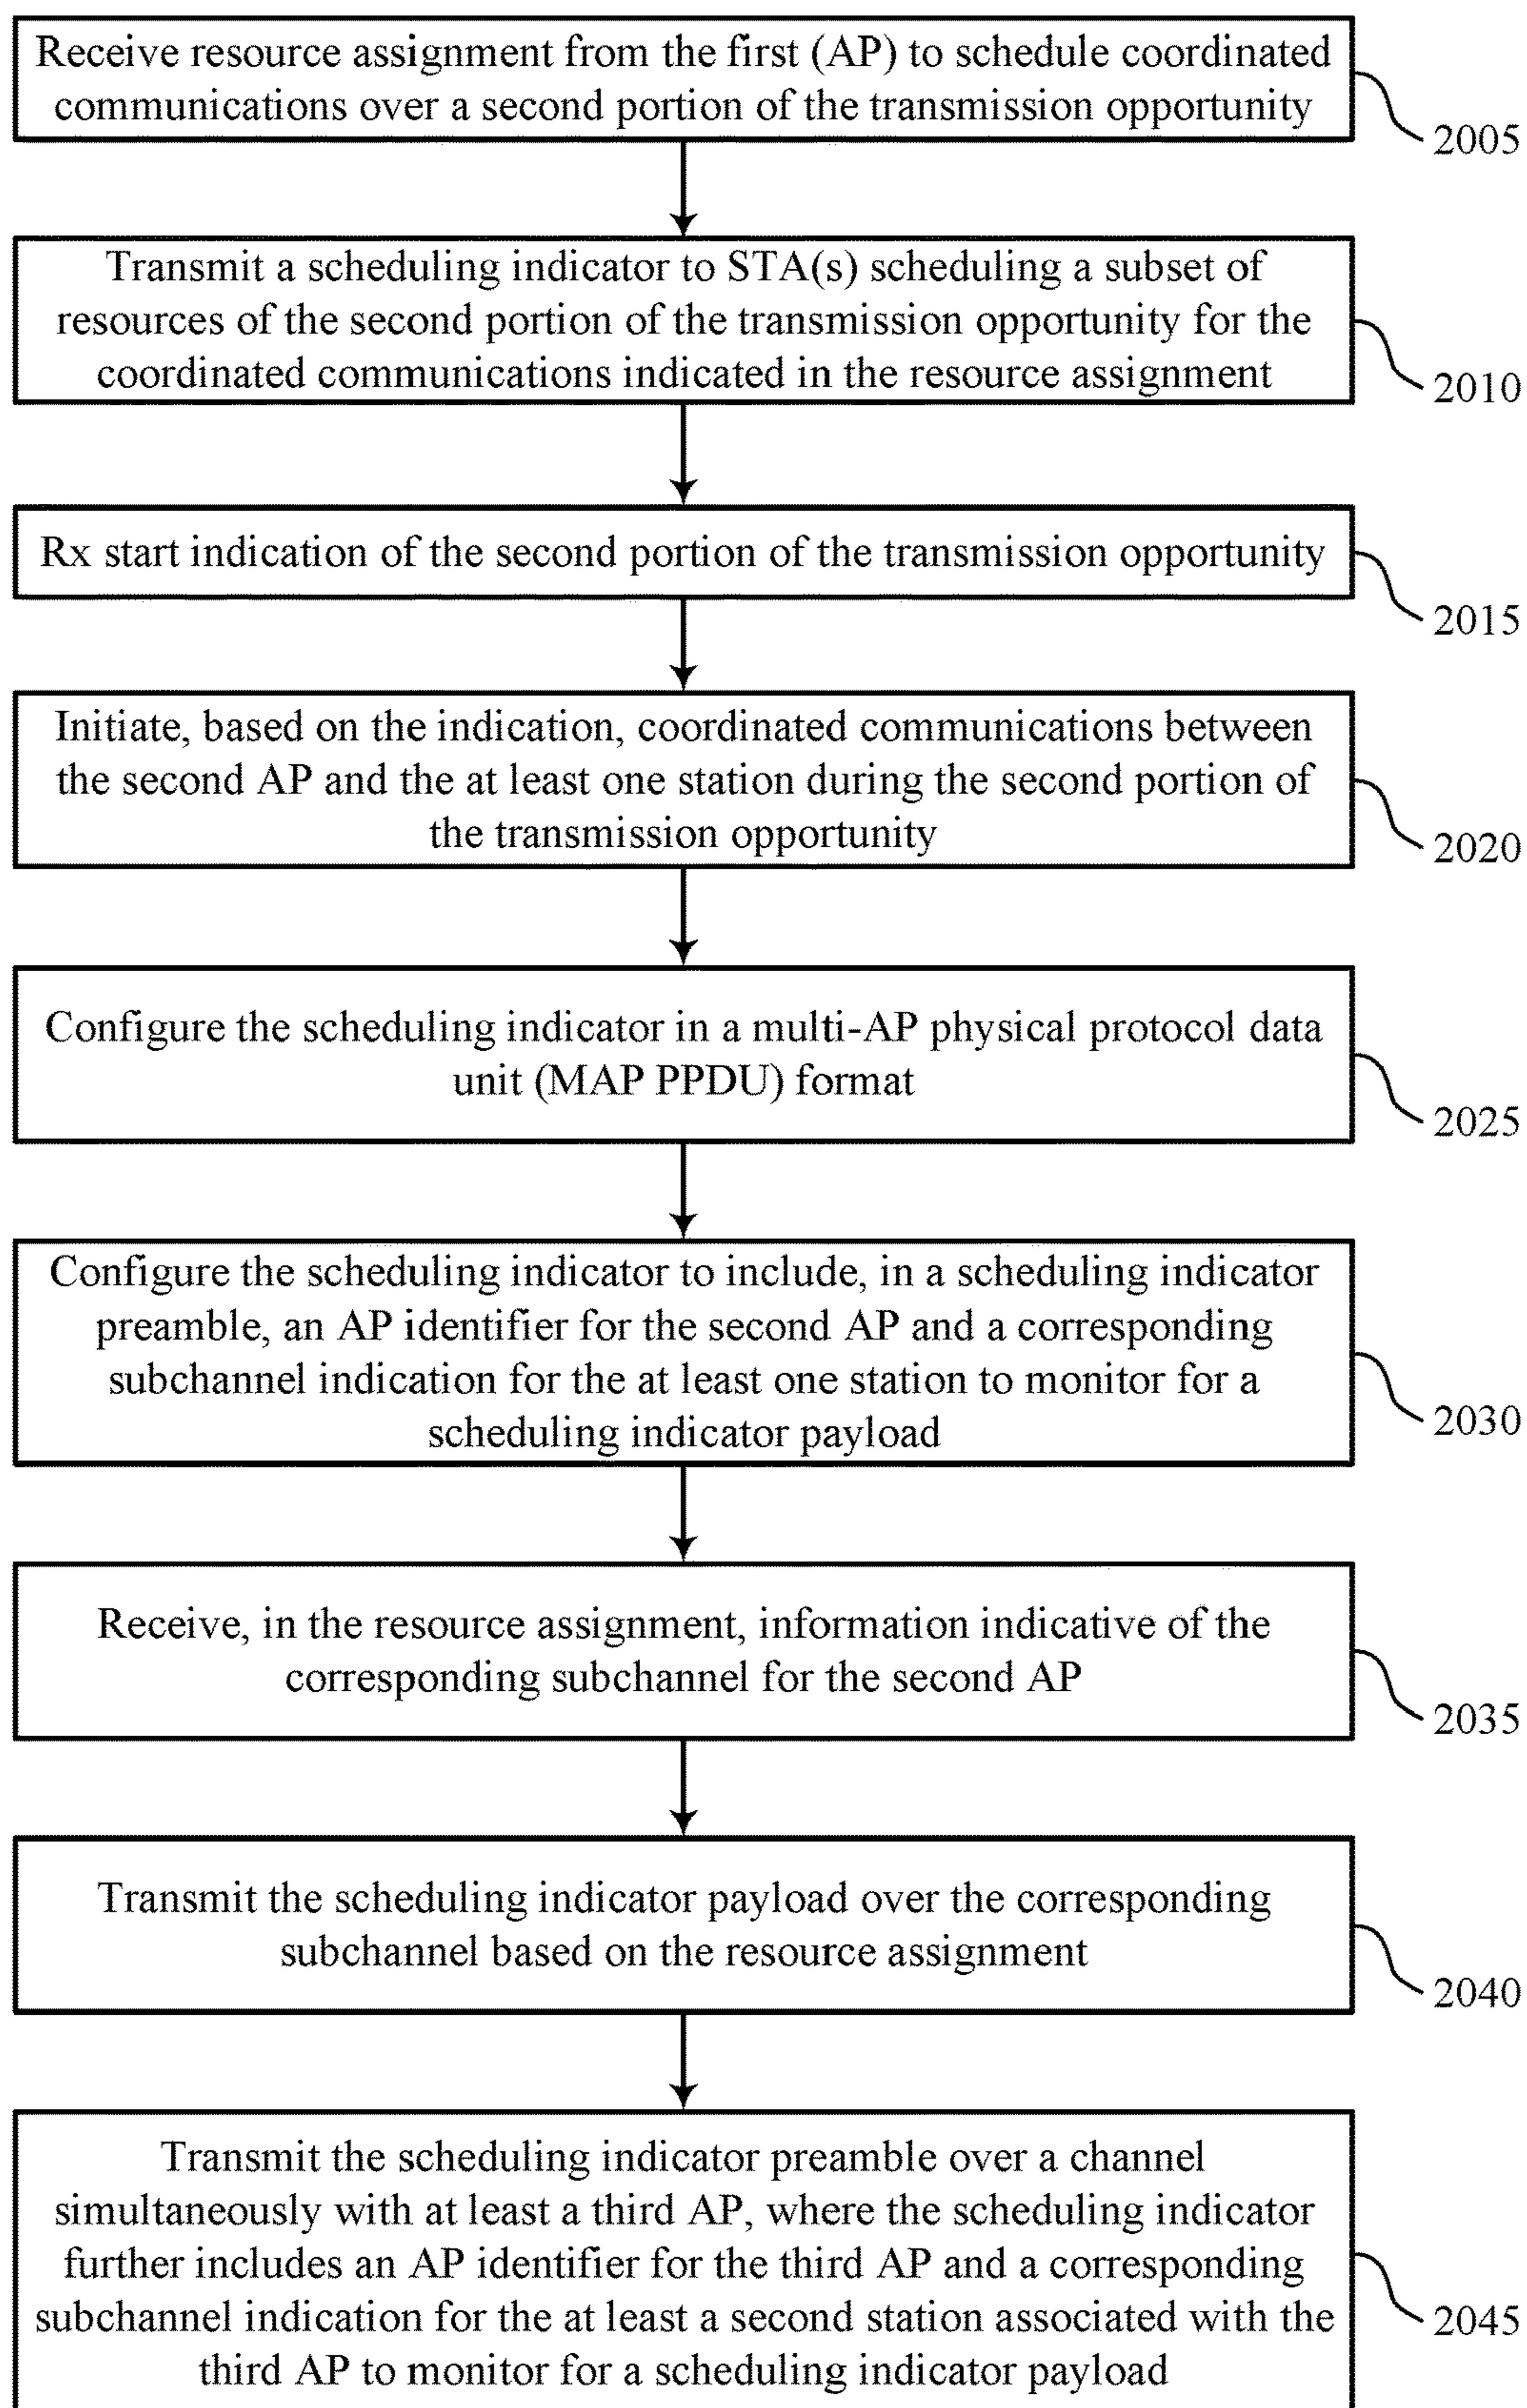 Receive resource assignment from the first (AP) to schedule coordinated
communications over a second portion of the transmission opportunity
2005
Transmit a scheduling indicator to STA(s) scheduling a subset of
resources of the second portion of the transmission opportunity for the
coordinated communications indicated in the resource assignment
2010
Rx start indication of the second portion of the transmission opportunity
2015
Initiate, based on the indication, coordinated communications between
the second AP and the at least one station during the second portion of
the transmission opportunity
2020
Configure the scheduling indicator in a multi-AP physical protocol data
unit (MAP PPDU) format
2025
Configure the scheduling indicator to include, in a scheduling indicator
preamble, an AP identifier for the second AP and a corresponding
subchannel indication for the at least one station to monitor for a
scheduling indicator payload
2030
Receive, in the resource assignment, information indicative of the
corresponding subchannel for the second AP
2035
Transmit the scheduling indicator payload over the corresponding
subchannel based on the resource assignment
2040
Transmit the scheduling indicator preamble over a channel
simultaneously with at least a third AP, where the scheduling indicator
further includes an AP identifier for the third AP and a corresponding
subchannel indication for the at least a second station associated with the
third AP to monitor for a scheduling indicator payload
2045